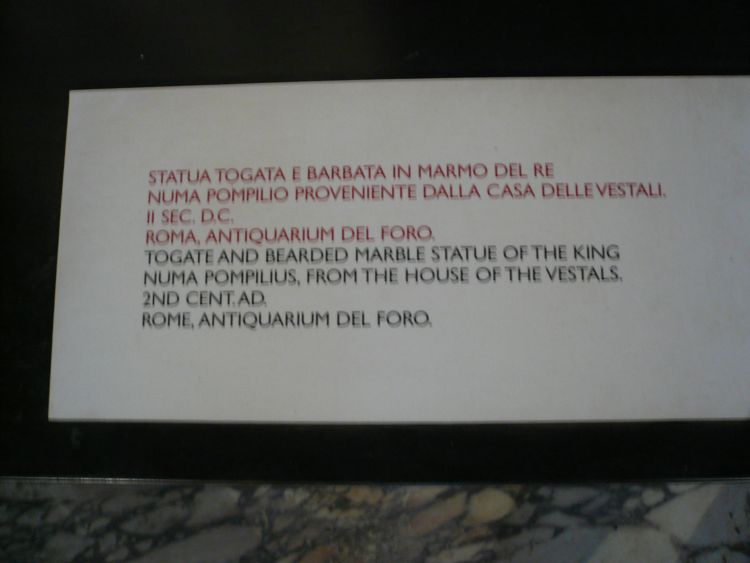 STATUA TOGATA E BARBATA IN MARMO DEL RE
NUMA POMPILIO PROVENIENTE DALLA CASA DELLE VESTALI.
II SEC. D.C.
ROMA, ANTIQUARIUM DEL FORO.
TOGATE AND BEARDED MARBLE STATUE OF THE KING
NUMA POMPILIUS, FROM THE HOUSE OF THE VESTALS.
2ND CENT. AD.
ROME, ANTIQUARIUM DEL FORO.